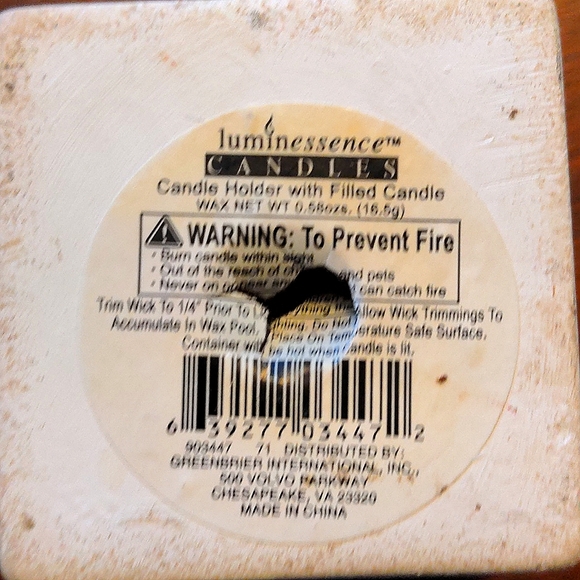 luminessence™
CANDLES
Candle Holder with Filled Candle
WAX NET WT 0.58ozs. (16.5g)
WARNING: To Prevent Fire
· Burn candle within sight
· Out of the reach of and pets
· Never on or near can catch fire
Trim Wick To 1/4" Prior To Wick Trimmings To
Accumulate In Wax Pool, Do Temperature Safe Surface,
Container will be hot when candle is lit.
6 39277 03447 2
903447 71 DISTRIBUTED BY:
GREENBRIER INTERNATIONAL, INC.,
500 VOLVO PARKWAY
CHESAPEAKE, VA 23320
MADE IN CHINA